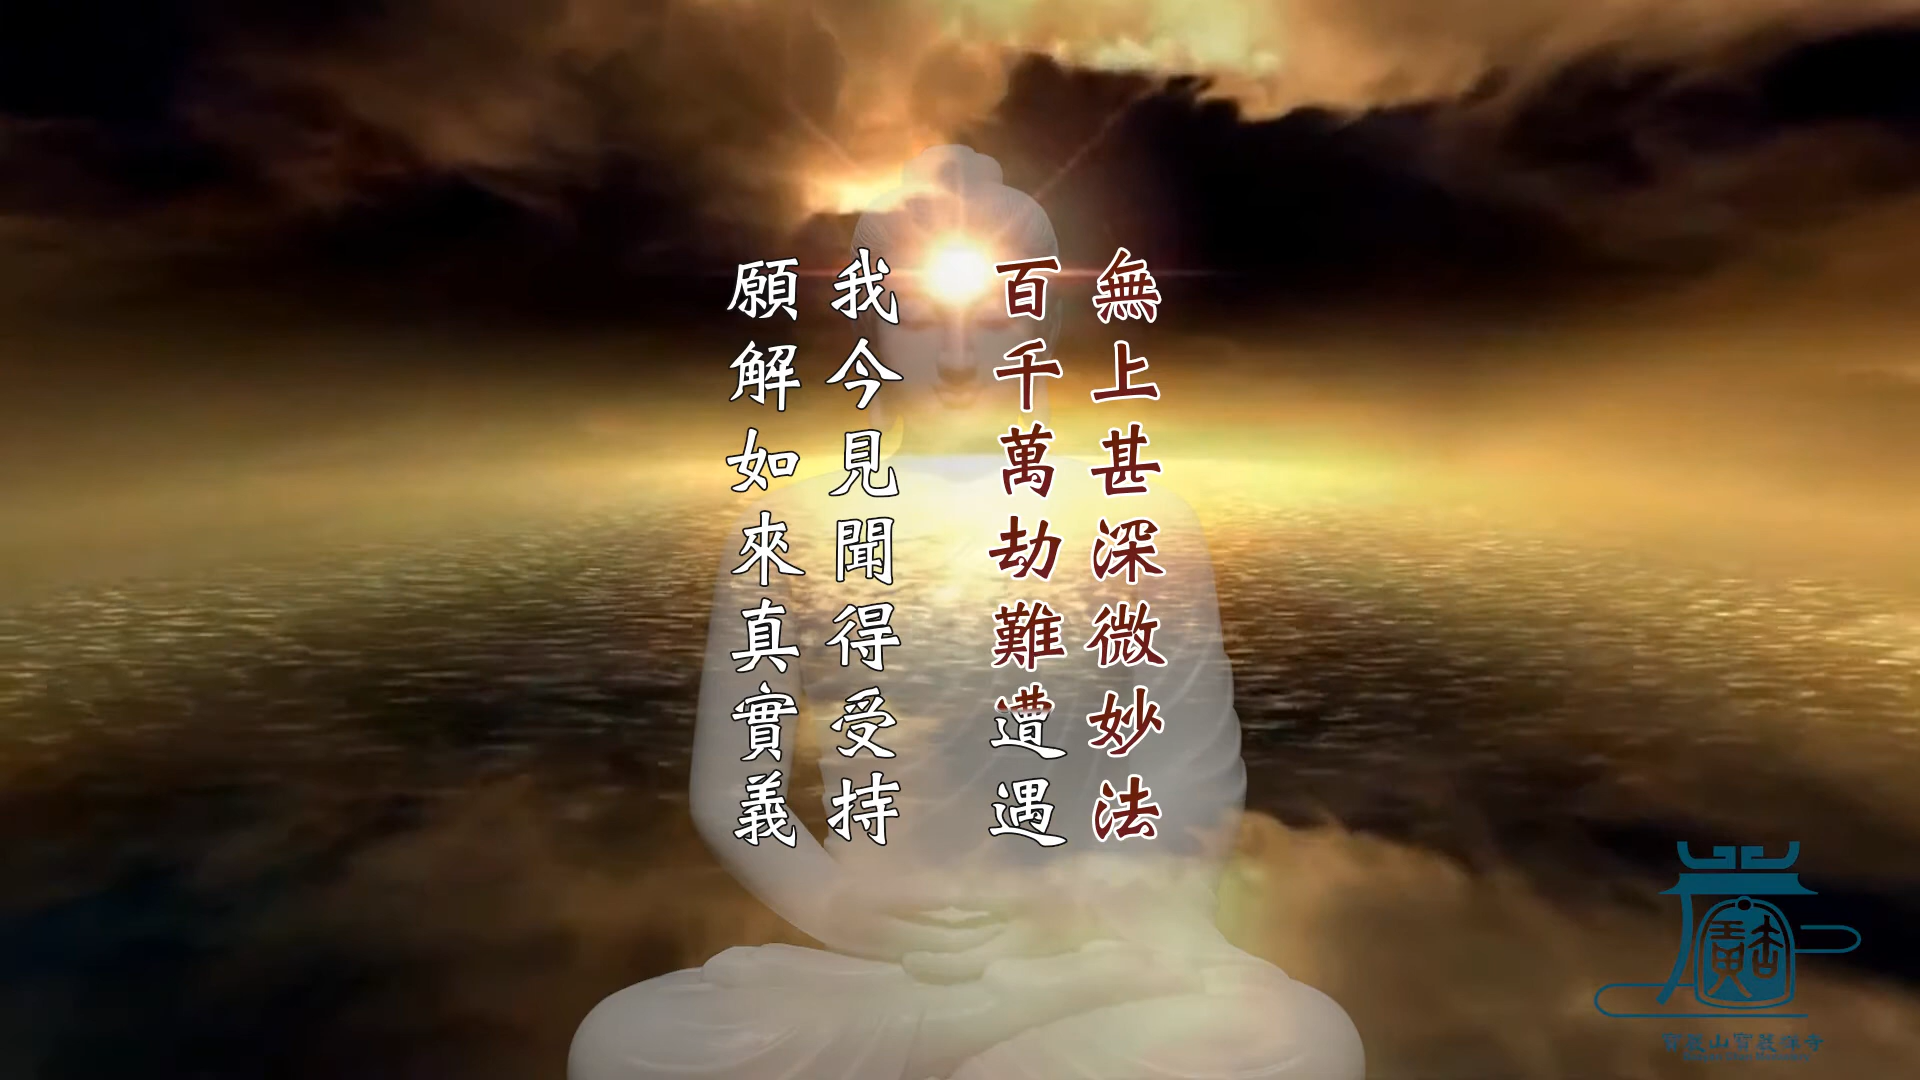 無上甚深微妙法
百千萬劫難遭遇
我今見聞得受持
願解如來真實義